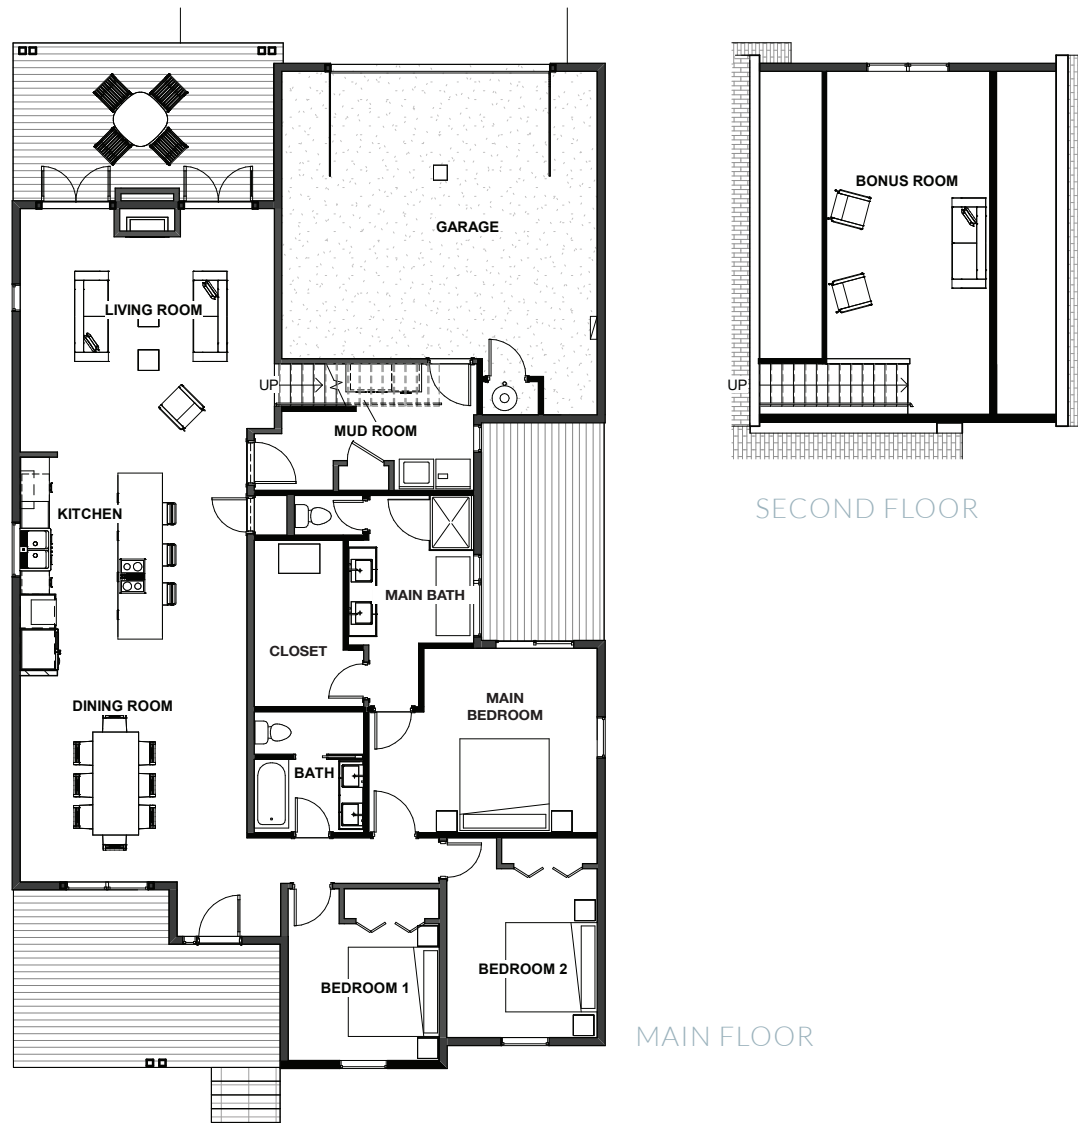 GARAGE
LIVING ROOM
UP
MUD ROOM
KITCHEN
MAIN BATH
CLOSET
DINING ROOM
MAIN
BEDROOM
BATH
BEDROOM 2
BEDROOM 1
MAIN FLOOR
BONUS ROOM
UP
SECOND FLOOR